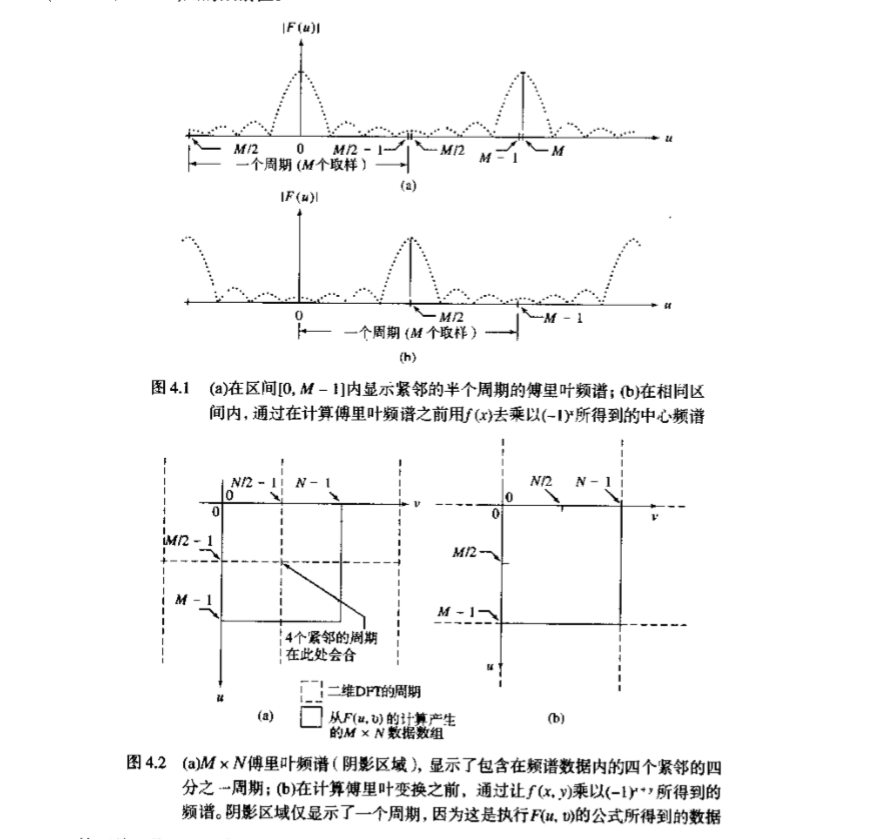 |F(u)|
M/2 0 M/2 - 1 M/2 M - 1 M u
一个周期 (M个取样)
(a)
|F(u)|
0 M/2 M - 1 u
一个周期 (M 个取样)
(b)
图 4.1 (a)在区间[0, M - 1]内显示紧邻的半个周期的傅里叶频谱；(b)在相同区
间内，通过在计算傅里叶频谱之前用f (x)去乘以(-1)ˣ所得到的中心频谱
0 N/2 - 1 N - 1 v
0
M/2 - 1
M - 1
4个紧邻的周期
在此处会合
u
(a)
0 N/2 N - 1 v
0
M/2
M - 1
u
(b)
二维DFT的周期
从F(u, υ) 的计算产生
的M × N 数据数组
图 4.2 (a)M × N傅里叶频谱 ( 阴影区域 )，显示了包含在频谱数据内的四个紧邻的四
分之一周期；(b)在计算傅里叶变换之前，通过让 f (x, y)乘以(-1)ˣ⁺ʸ 所得到的
频谱。阴影区域仅显示了一个周期，因为这是执行F(u, υ)的公式所得到的数据